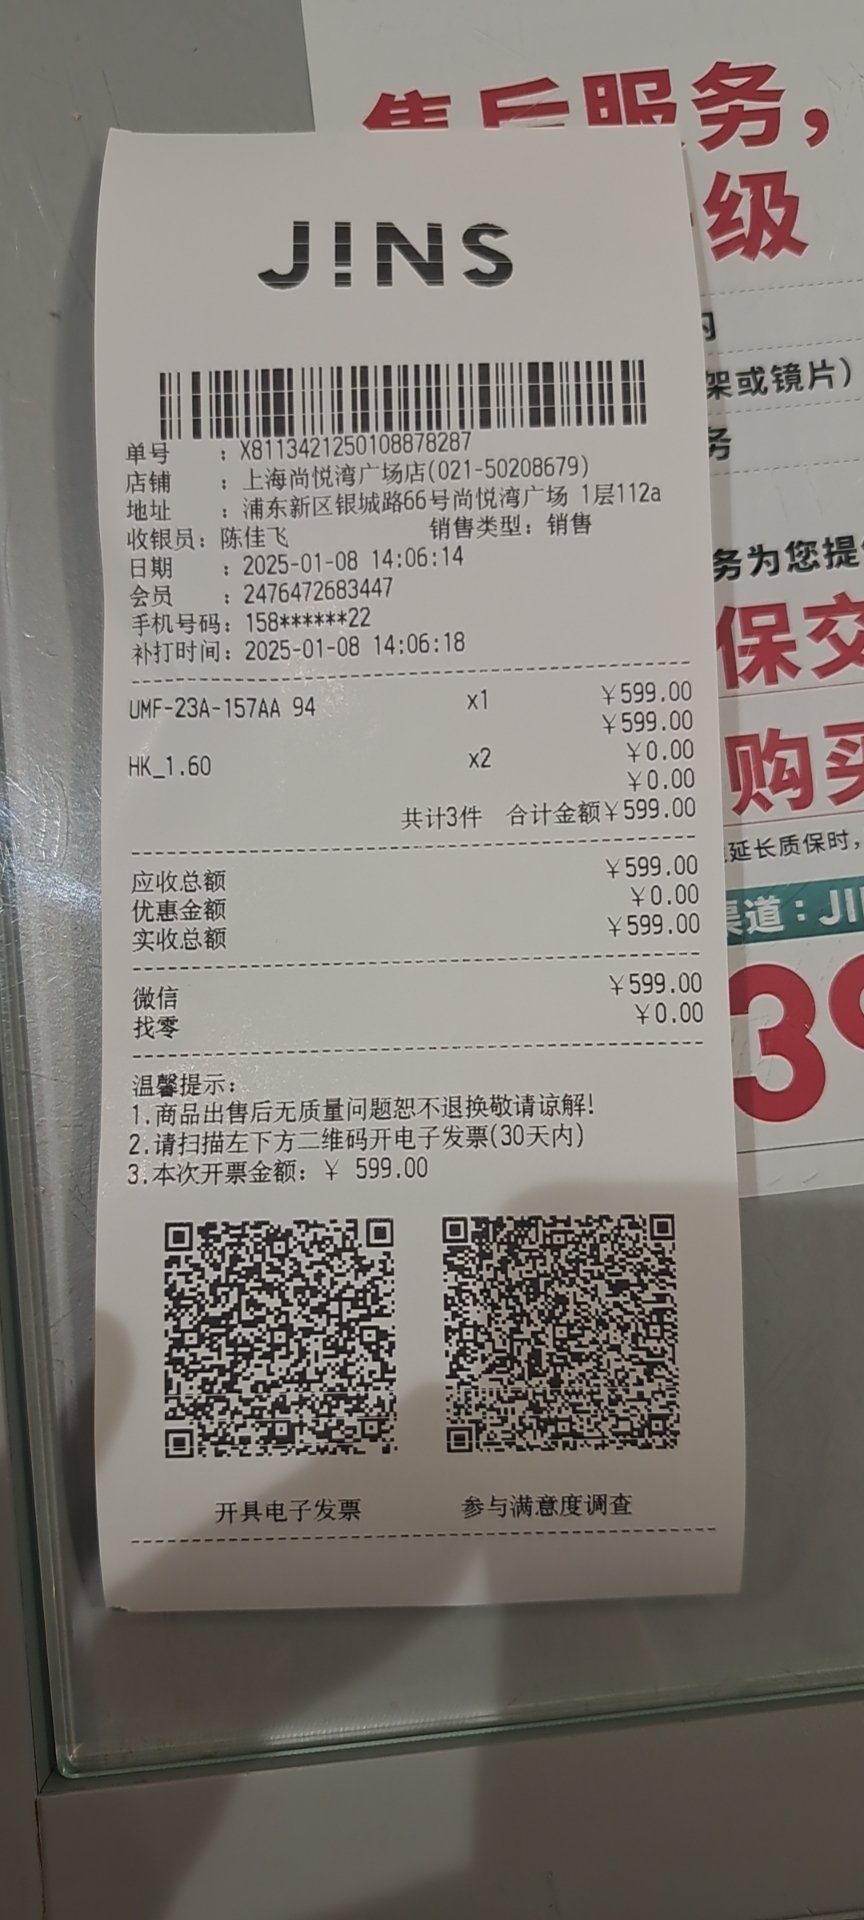 售后服务，
级
JINS
内
架或镜片）
务
单号 ：X8113421250108878287
店铺 ：上海尚悦湾广场店(021-50208679)
地址 ：浦东新区银城路66号尚悦湾广场 1层112a
收银员：陈佳飞 销售类型：销售
日期 ：2025-01-08 14:06:14
会员 ：2476472683447
手机号码：158******22
补打时间：2025-01-08 14:06:18
务为您提
保交
UMF-23A-157AA 94 x1 ￥599.00
￥599.00
HK_1.60 x2 ￥0.00
￥0.00
共计3件 合计金额￥599.00
购买
延长质保时，
应收总额 ￥599.00
优惠金额 ￥0.00
实收总额 ￥599.00
渠道：JI
微信 ￥599.00
找零 ￥0.00
39
温馨提示：
1.商品出售后无质量问题恕不退换敬请谅解!
2.请扫描左下方二维码开电子发票(30天内)
3.本次开票金额：￥ 599.00
开具电子发票 参与满意度调查